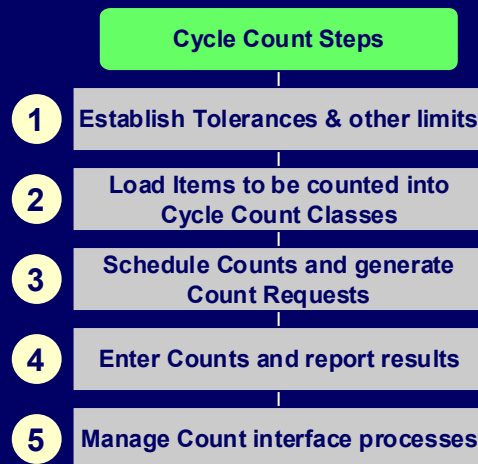 Cycle Count Steps
1 Establish Tolerances & other limits
2 Load Items to be counted into
Cycle Count Classes
3 Schedule Counts and generate
Count Requests
4 Enter Counts and report results
5 Manage Count interface processes